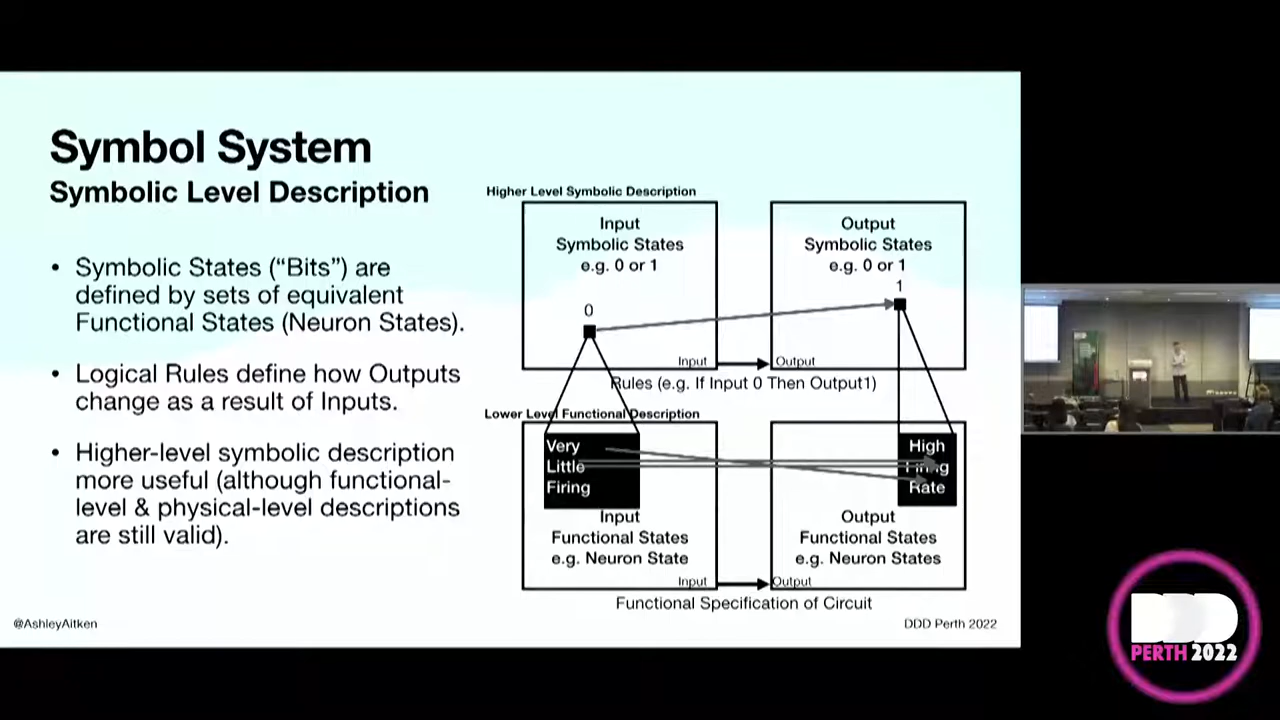 Symbol System
Symbolic Level Description
• Symbolic States (“Bits”) are
defined by sets of equivalent
Functional States (Neuron States).
• Logical Rules define how Outputs
change as a result of Inputs.
• Higher-level symbolic description
more useful (although functional-
level & physical-level descriptions
are still valid).
Higher Level Symbolic Description
Input
Symbolic States
e.g. 0 or 1
0
Input
Output
Symbolic States
e.g. 0 or 1
1
Output
Rules (e.g. If Input 0 Then Output1)
Lower Level Functional Description
Very
Little
Firing
Input
Functional States
e.g. Neuron State
Input
High
Firing
Rate
Output
Functional States
e.g. Neuron States
Output
Functional Specification of Circuit
@AshleyAitken
DDD Perth 2022
DDD
PERTH 2022